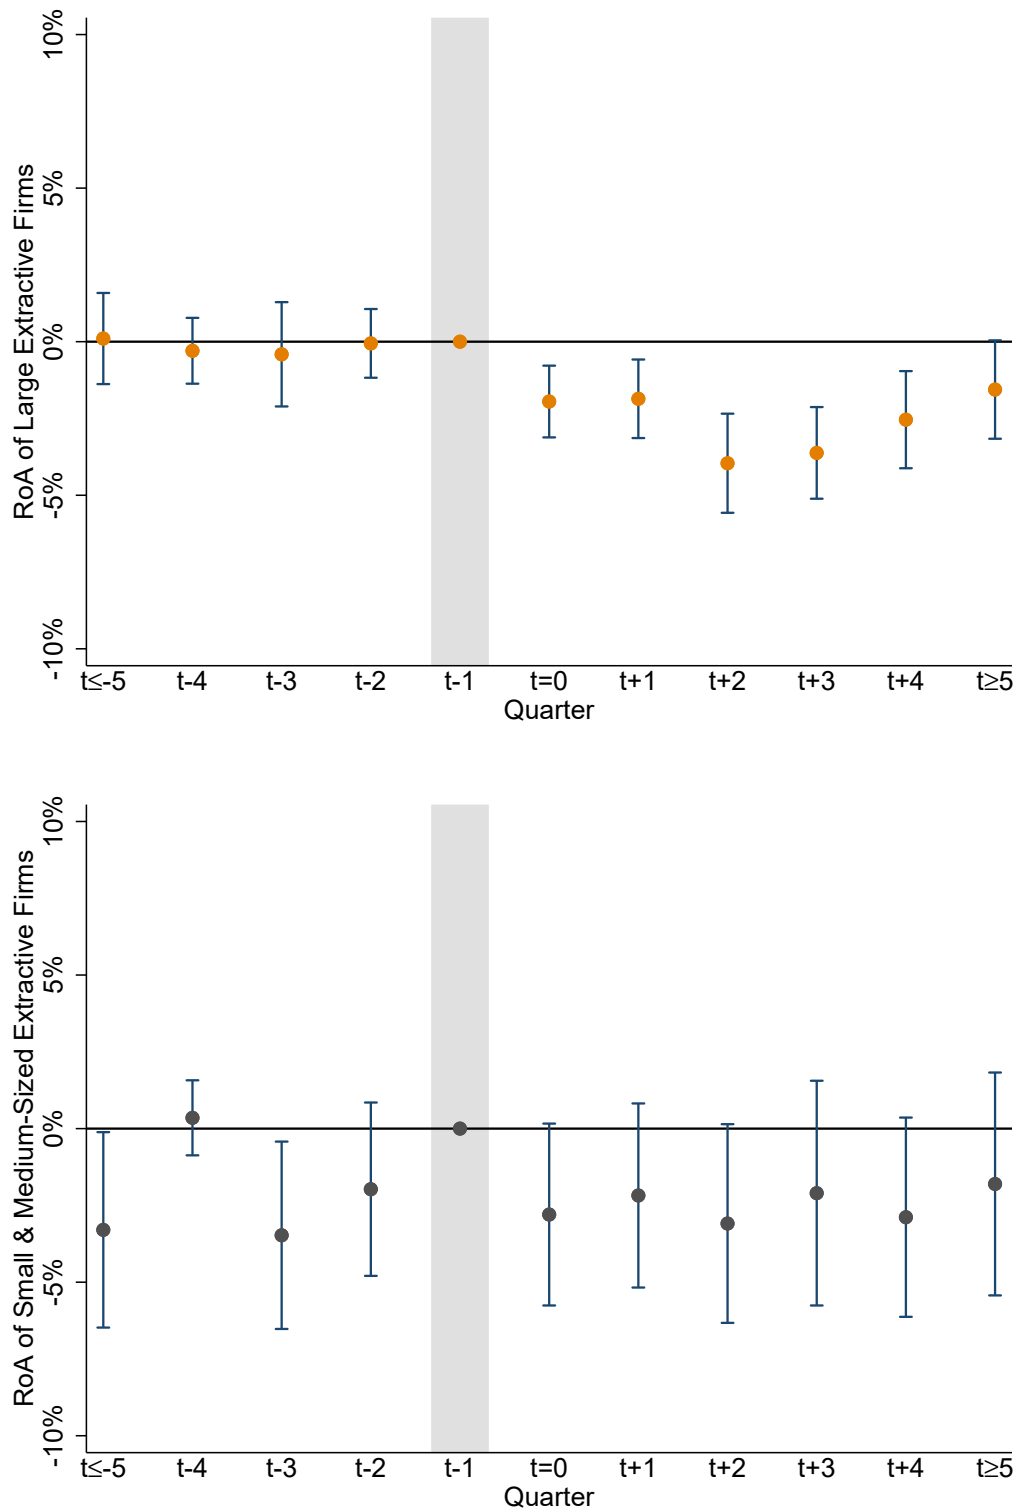 RoA of Large Extractive Firms
10%
5%
0%
-5%
-10%
t≤-5 t-4 t-3 t-2 t-1 t=0 t+1 t+2 t+3 t+4 t≥5
Quarter
RoA of Small & Medium-Sized Extractive Firms
10%
5%
0%
-5%
-10%
t≤-5 t-4 t-3 t-2 t-1 t=0 t+1 t+2 t+3 t+4 t≥5
Quarter